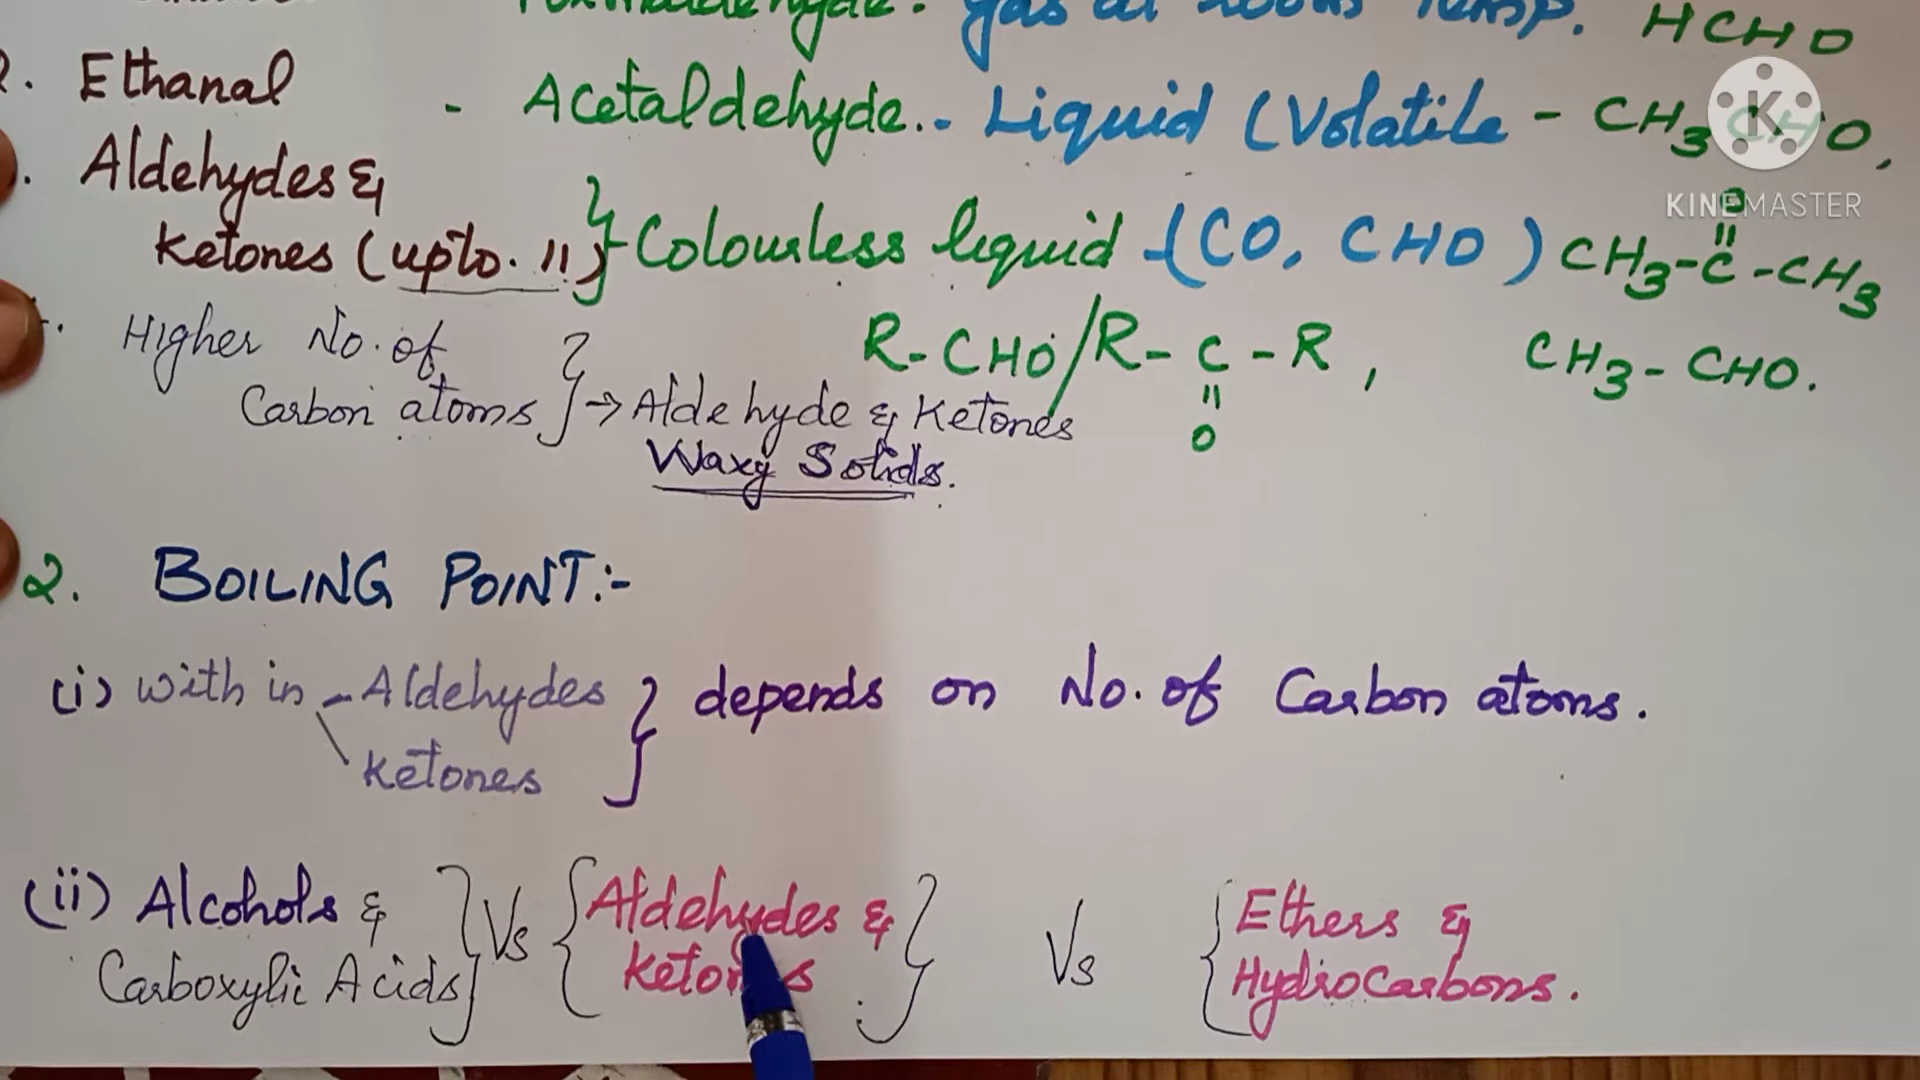 Formaldehyde. gas at room Temp. HCHO
2. Ethanal - Acetaldehyde.. Liquid (Volatile - CH3CHO,
Aldehydes &
Ketones (upto. 11) } Colourless liquid -(CO, CHO) CH3-C-CH3
O
Higher No. of
Carbon atoms } → Aldehyde & Ketones
Waxy Solids.
R-CHO/R-C-R, CH3-CHO.
O
KINEMASTER
2. BOILING POINT:-
(i) with in - Aldehydes
Ketones } depends on No. of Carbon atoms.
(ii) Alcohols &
Carboxylic Acids } Vs { Aldehydes &
Ketones } Vs { Ethers &
HydroCarbons.